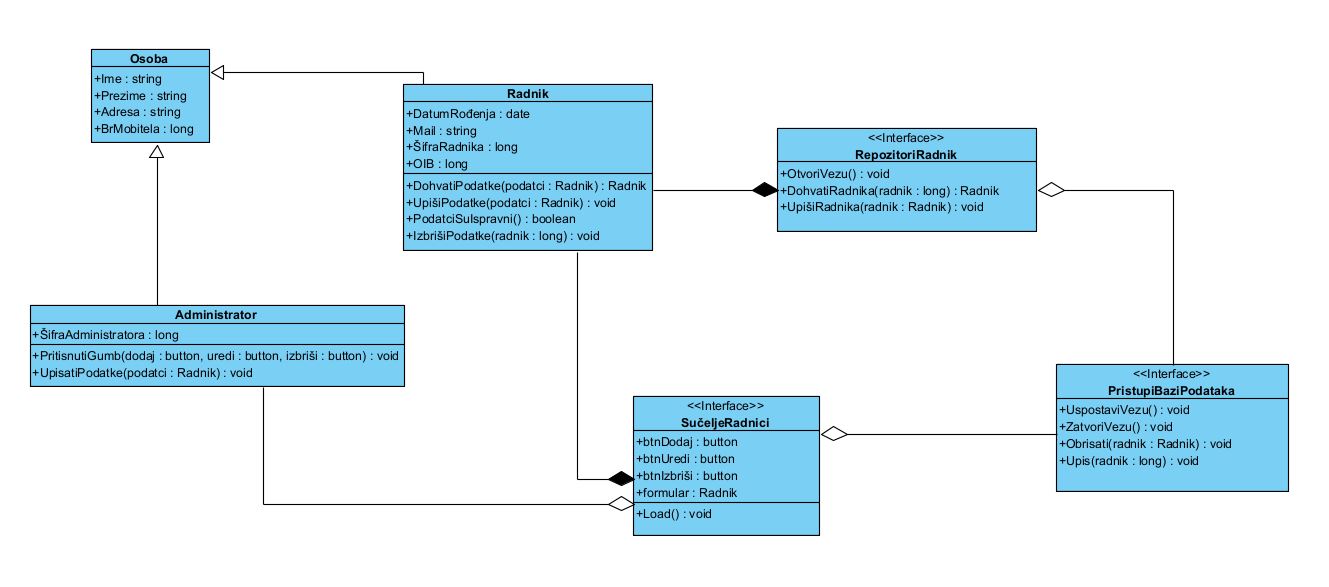 Osoba
+Ime : string
+Prezime : string
+Adresa : string
+BrMobitela : long
Radnik
+DatumRođenja : date
+Mail : string
+ŠifraRadnika : long
+OIB : long
+DohvatiPodatke(podatci : Radnik) : Radnik
+UpišiPodatke(podatci : Radnik) : void
+PodatciSuIspravni() : boolean
+IzbrišiPodatke(radnik : long) : void
<<Interface>>
RepozitoriRadnik
+OtvoriVezu() : void
+DohvatiRadnika(radnik : long) : Radnik
+UpišiRadnika(radnik : Radnik) : void
Administrator
+ŠifraAdministratora : long
+PritisnutiGumb(dodaj : button, uredi : button, izbriši : button) : void
+UpisatiPodatke(podatci : Radnik) : void
<<Interface>>
SučeljeRadnici
+btnDodaj : button
+btnUredi : button
+btnIzbriši : button
+formular : Radnik
+Load() : void
<<Interface>>
PristupiBaziPodataka
+UspostaviVezu() : void
+ZatvoriVezu() : void
+Obrisati(radnik : Radnik) : void
+Upis(radnik : long) : void